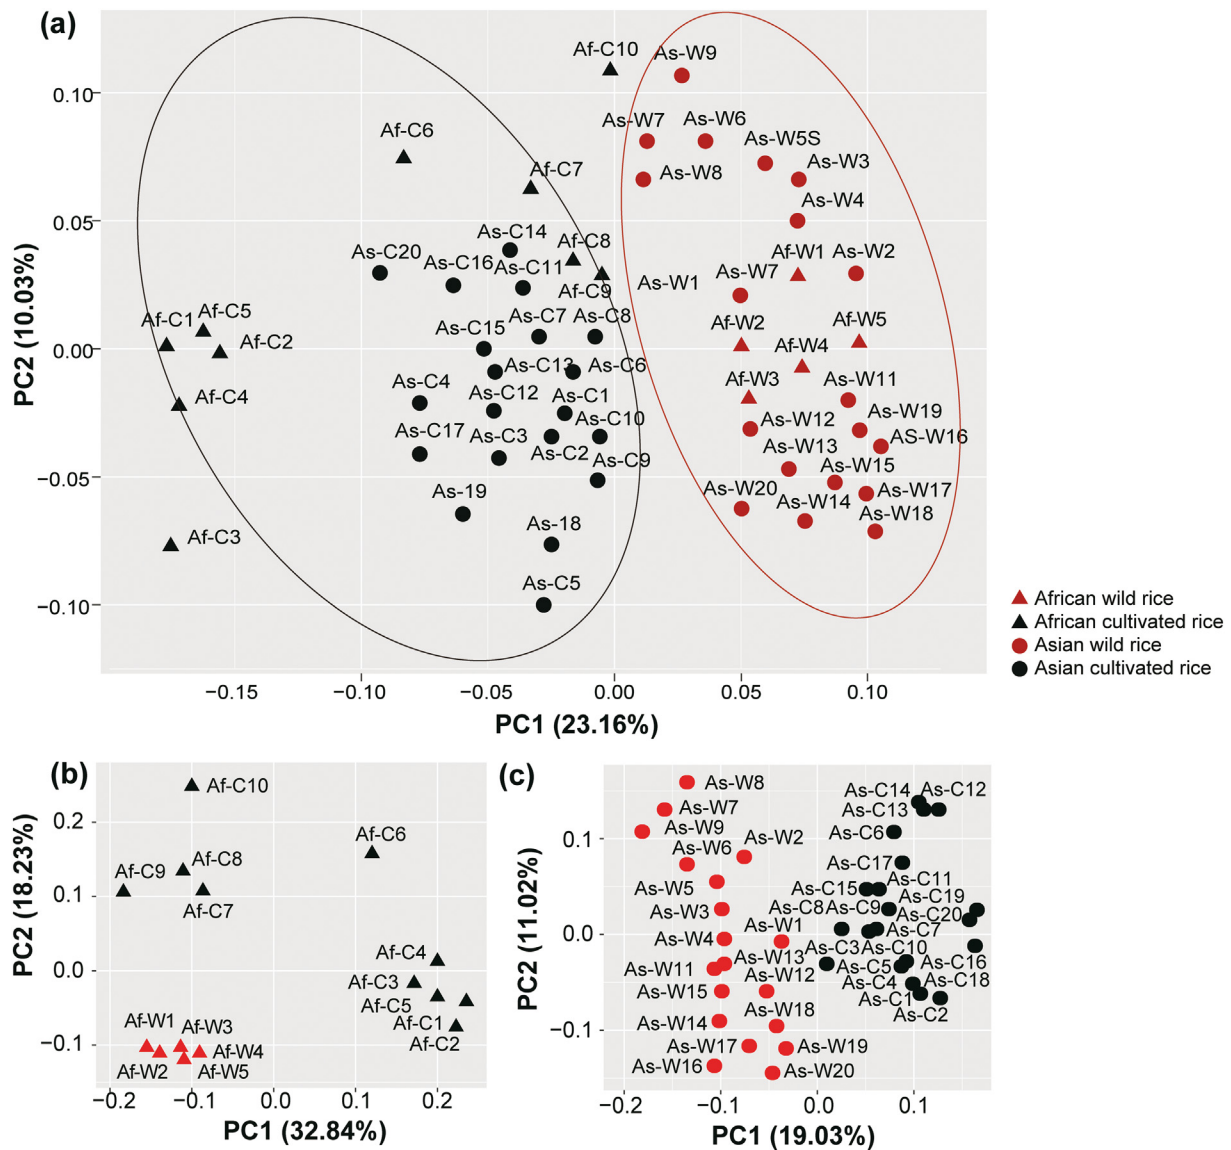 (a)
Af-C10
As-W9
0.10
As-W7
As-W6
Af-C6
As-W5S
As-W3
Af-C7
As-W8
As-W4
0.05
As-C14
Af-C8
As-C20
As-C16
As-C11
Af-W1
As-W2
As-W7
Af-C9
As-W1
Af-C5
Af-C1
As-C7
As-C8
Af-W2
Af-W5
Af-C2
As-C15
0.00
Af-W4
As-C13
As-C6
Af-C4
As-C4
As-C12
As-C1
Af-W3
As-W11
As-C10
As-W12
As-W19
As-C17
As-C3
As-C2
As-W13
AS-W16
As-C9
As-W15
−0.05
As-19
As-W20
As-W14
As-W17
As-W18
As-18
Af-C3
As-C5
−0.10
PC2 (10.03%)
−0.15
−0.10
−0.05
0.00
0.05
0.10
PC1 (23.16%)
African wild rice
African cultivated rice
Asian wild rice
Asian cultivated rice
(b)
Af-C10
0.2
Af-C6
Af-C8
Af-C9
0.1
Af-C7
Af-C4
0.0
Af-C3
Af-C5
Af-C1
Af-W1
Af-W3
Af-C2
−0.1
Af-W4
Af-W2
Af-W5
PC2 (18.23%)
−0.2
−0.1
0.0
0.1
0.2
PC1 (32.84%)
(c)
−0.2
−0.1
0.0
0.1
As-W8
As-C14
As-C12
As-W7
As-C13
As-W9
As-W2
As-C6
0.1
As-W6
As-C17
As-W5
As-C15
As-C11
As-C19
As-W3
As-C8
As-C9
As-C20
As-W1
As-C7
0.0
As-W4
As-W13
As-C3
As-C10
As-W11
As-W12
As-C5
As-C16
As-W15
As-C4
As-C18
As-W18
As-C1
As-C2
−0.1
As-W14
As-W17
As-W19
As-W16
As-W20
PC2 (11.02%)
−0.2
−0.1
0.0
0.1
PC1 (19.03%)